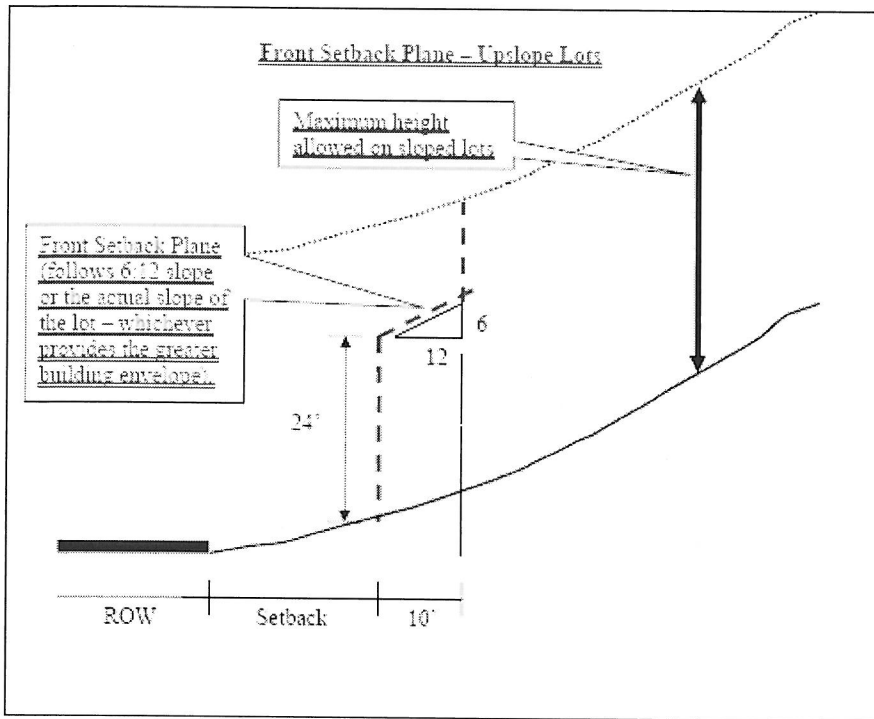 Front Setback Plane – Upslope Lots
Maximum height
allowed on sloped lots
Front Setback Plane
(follows 6:12 slope
or the actual slope of
the lot – whichever
provides the greater
building envelope).
6
12
24'
ROW
Setback
10'